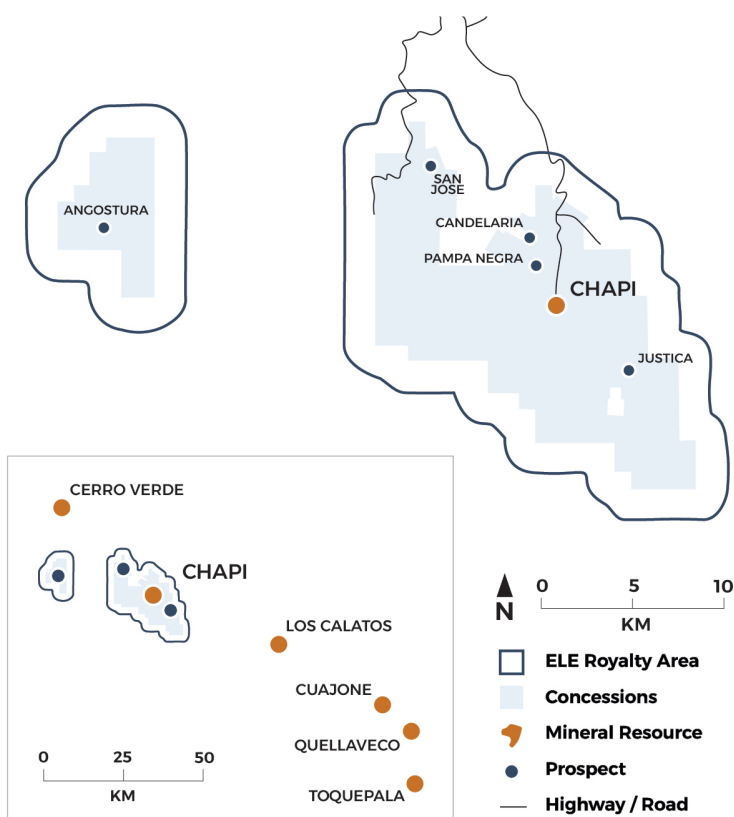 SAN
JOSE
ANGOSTURA
CANDELARIA
PAMPA NEGRA
CHAPI
JUSTICA
CERRO VERDE
CHAPI
LOS CALATOS
CUAJONE
QUELLAVECO
TOQUEPALA
0 25 50
KM
N
0 5 10
KM
ELE Royalty Area
Concessions
Mineral Resource
Prospect
Highway / Road